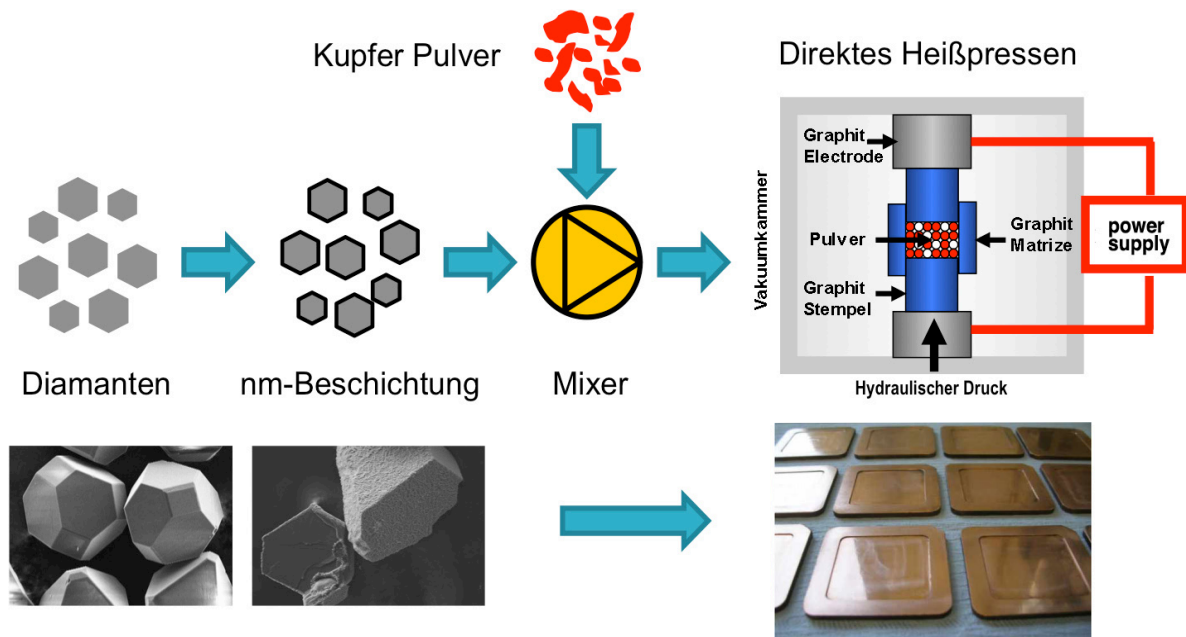 Kupfer Pulver
Direktes Heißpressen
Graphit
Electrode
Vakuumkammer
Pulver
Graphit
Matrize
power
supply
Graphit
Stempel
Hydraulischer Druck
Diamanten
nm-Beschichtung
Mixer